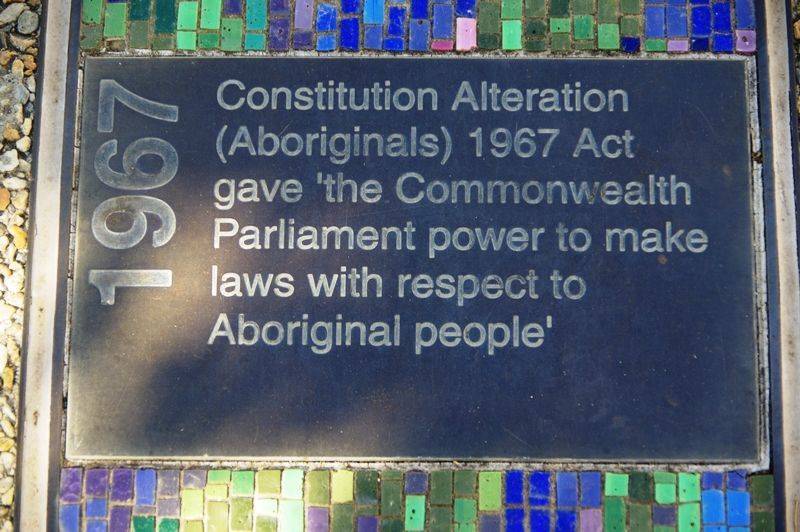 1967
Constitution Alteration
(Aboriginals) 1967 Act
gave 'the Commonwealth
Parliament power to make
laws with respect to
Aboriginal people'